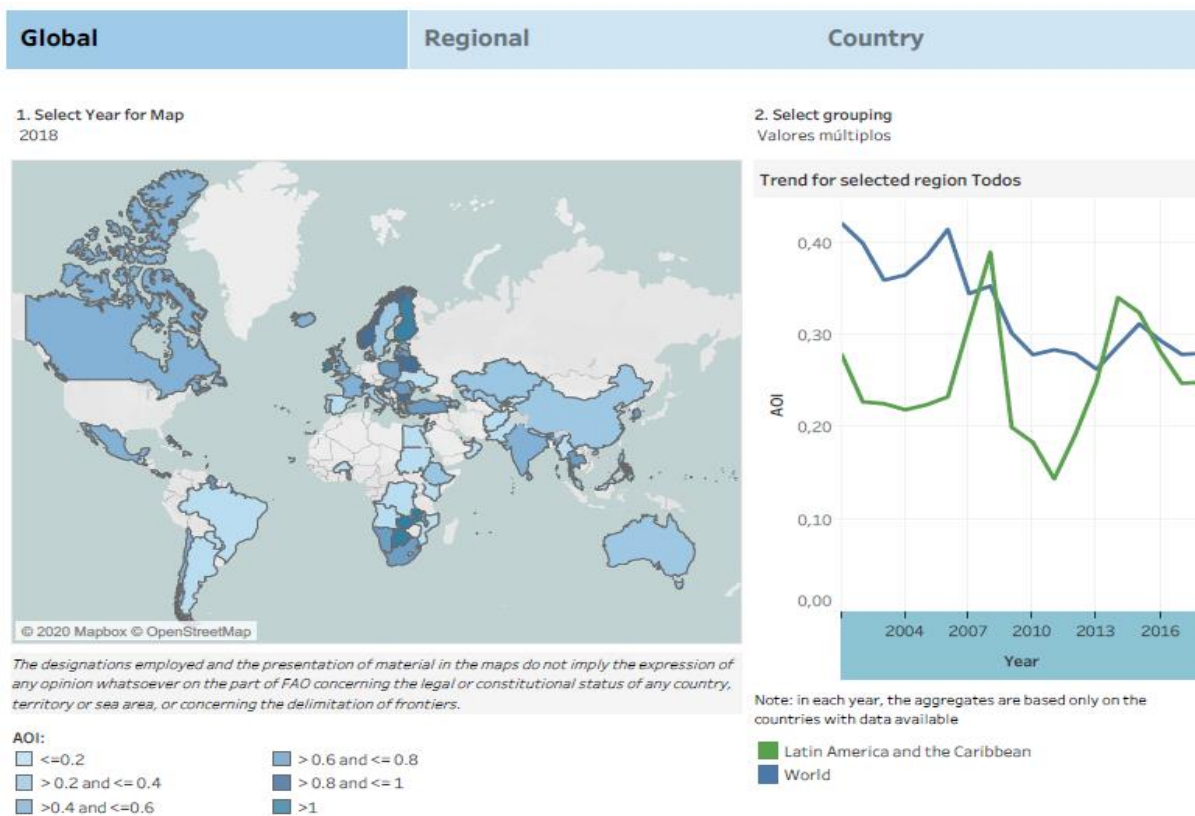 Global Regional Country
1. Select Year for Map
2018
2. Select grouping
Valores múltiplos
Trend for selected region Todos
0,40
0,30
0,20
0,10
0,00
AOI
2004 2007 2010 2013 2016
Year
© 2020 Mapbox © OpenStreetMap
The designations employed and the presentation of material in the maps do not imply the expression of
any opinion whatsoever on the part of FAO concerning the legal or constitutional status of any country,
territory or sea area, or concerning the delimitation of frontiers.
Note: in each year, the aggregates are based only on the
countries with data available
Latin America and the Caribbean
World
AOI:
<=0.2
> 0.2 and <= 0.4
>0.4 and <=0.6
> 0.6 and <= 0.8
> 0.8 and <= 1
>1